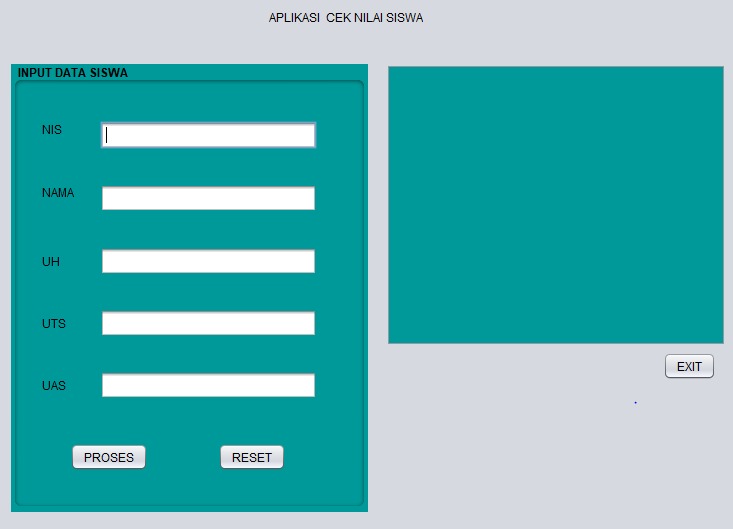 APLIKASI  CEK NILAI SISWA
INPUT DATA SISWA
NIS
NAMA
UH
UTS
UAS
PROSES
RESET
EXIT